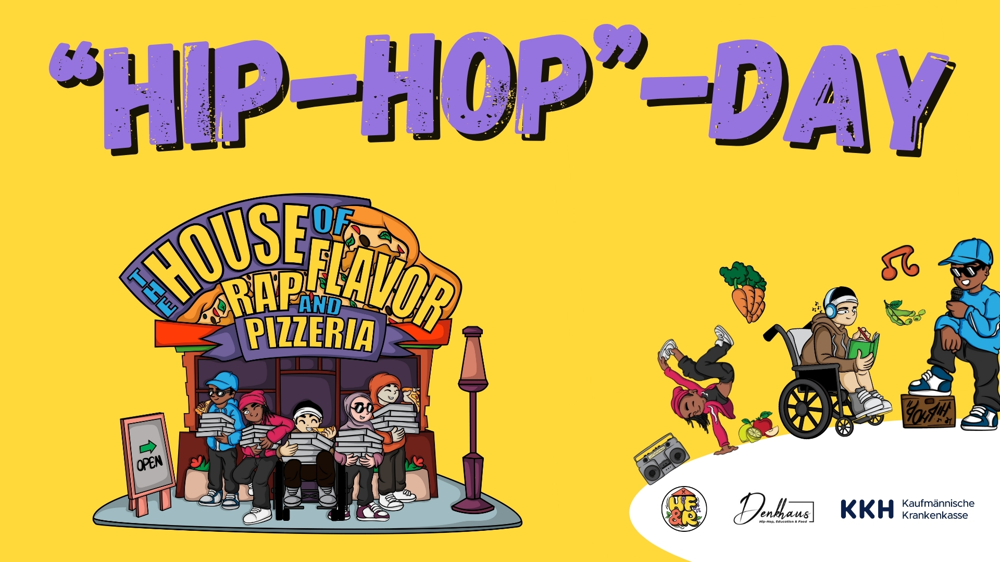 “HIP-HOP”-DAY
THE HOUSE OF
FLAVOR
RAP AND
PIZZERIA
OPEN
H&R
Denkhaus
Hip-Hop, Education & Food
KKH Kaufmännische
Krankenkasse